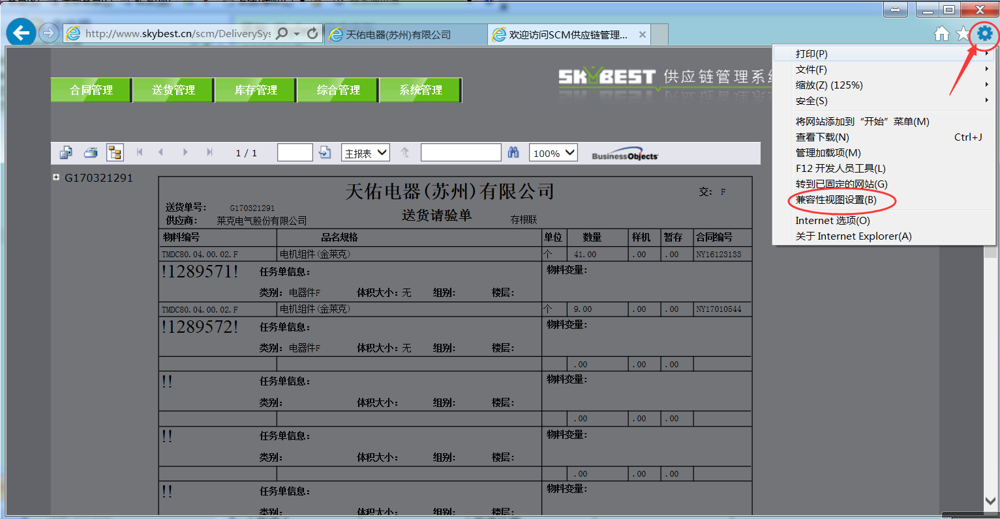 http://www.skybest.cn/scm/DeliverySys
天佑电器(苏州)有限公司
欢迎访问SCM供应链管理...
打印(P)
文件(F)
缩放(Z) (125%)
安全(S)
将网站添加到“开始”菜单(M)
查看下载(N) Ctrl+J
管理加载项(M)
F12 开发人员工具(L)
转到已固定的网站(G)
兼容性视图设置(B)
Internet 选项(O)
关于 Internet Explorer(A)
SKYBEST 供应链管理系统
合同管理 送货管理 库存管理 综合管理 系统管理
1 / 1 主报表 100% BusinessObjects
G170321291
天佑电器(苏州)有限公司
交: F
送货单号: G170321291 送货请验单 存根联
供应商: 莱克电气股份有限公司
物料编号 品名规格 单位 数量 样机 暂存 合同编号
TMDC80.04.00.02.F 电机组件(金莱克) 个 41.00 .00 .00 NY16123133
!1289571! 任务单信息: 物料变量:
类别: 电器件F 体积大小: 无 组别: 楼层:
TMDC80.04.00.02.F 电机组件(金莱克) 个 9.00 .00 .00 NY17010544
!1289572! 任务单信息: 物料变量:
类别: 电器件F 体积大小: 无 组别: 楼层:
.00 .00 .00
!! 任务单信息: 物料变量:
类别: 体积大小: 组别: 楼层:
.00 .00 .00
!! 任务单信息: 物料变量:
类别: 体积大小: 组别: 楼层:
.00 .00 .00
!! 任务单信息: 物料变量:
类别: 体积大小: 组别: 楼层: